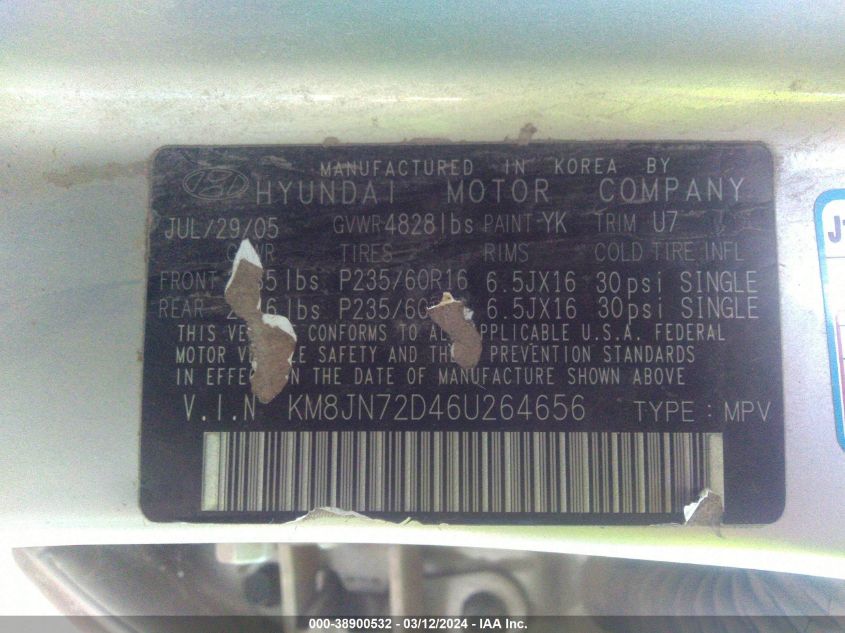 MANUFACTURED IN KOREA BY
HYUNDAI MOTOR COMPANY
JUL/29/05 GVWR 4828lbs PAINT YK TRIM U7
TIRES RIMS COLD TIRE INFL
FRONT lbs P235/60R16 6.5JX16 30psi SINGLE
REAR lbs 6.5JX16 30psi SINGLE
THIS CONFORMS TO APPLICABLE U.S.A. FEDERAL
MOTOR SAFETY AND PREVENTION STANDARDS
IN THE DATE OF MANUFACTURE SHOWN ABOVE
V.I.N KM8JN72D46U264656 TYPE : MPV
000-38900532 - 03/12/2024 - IAA Inc.